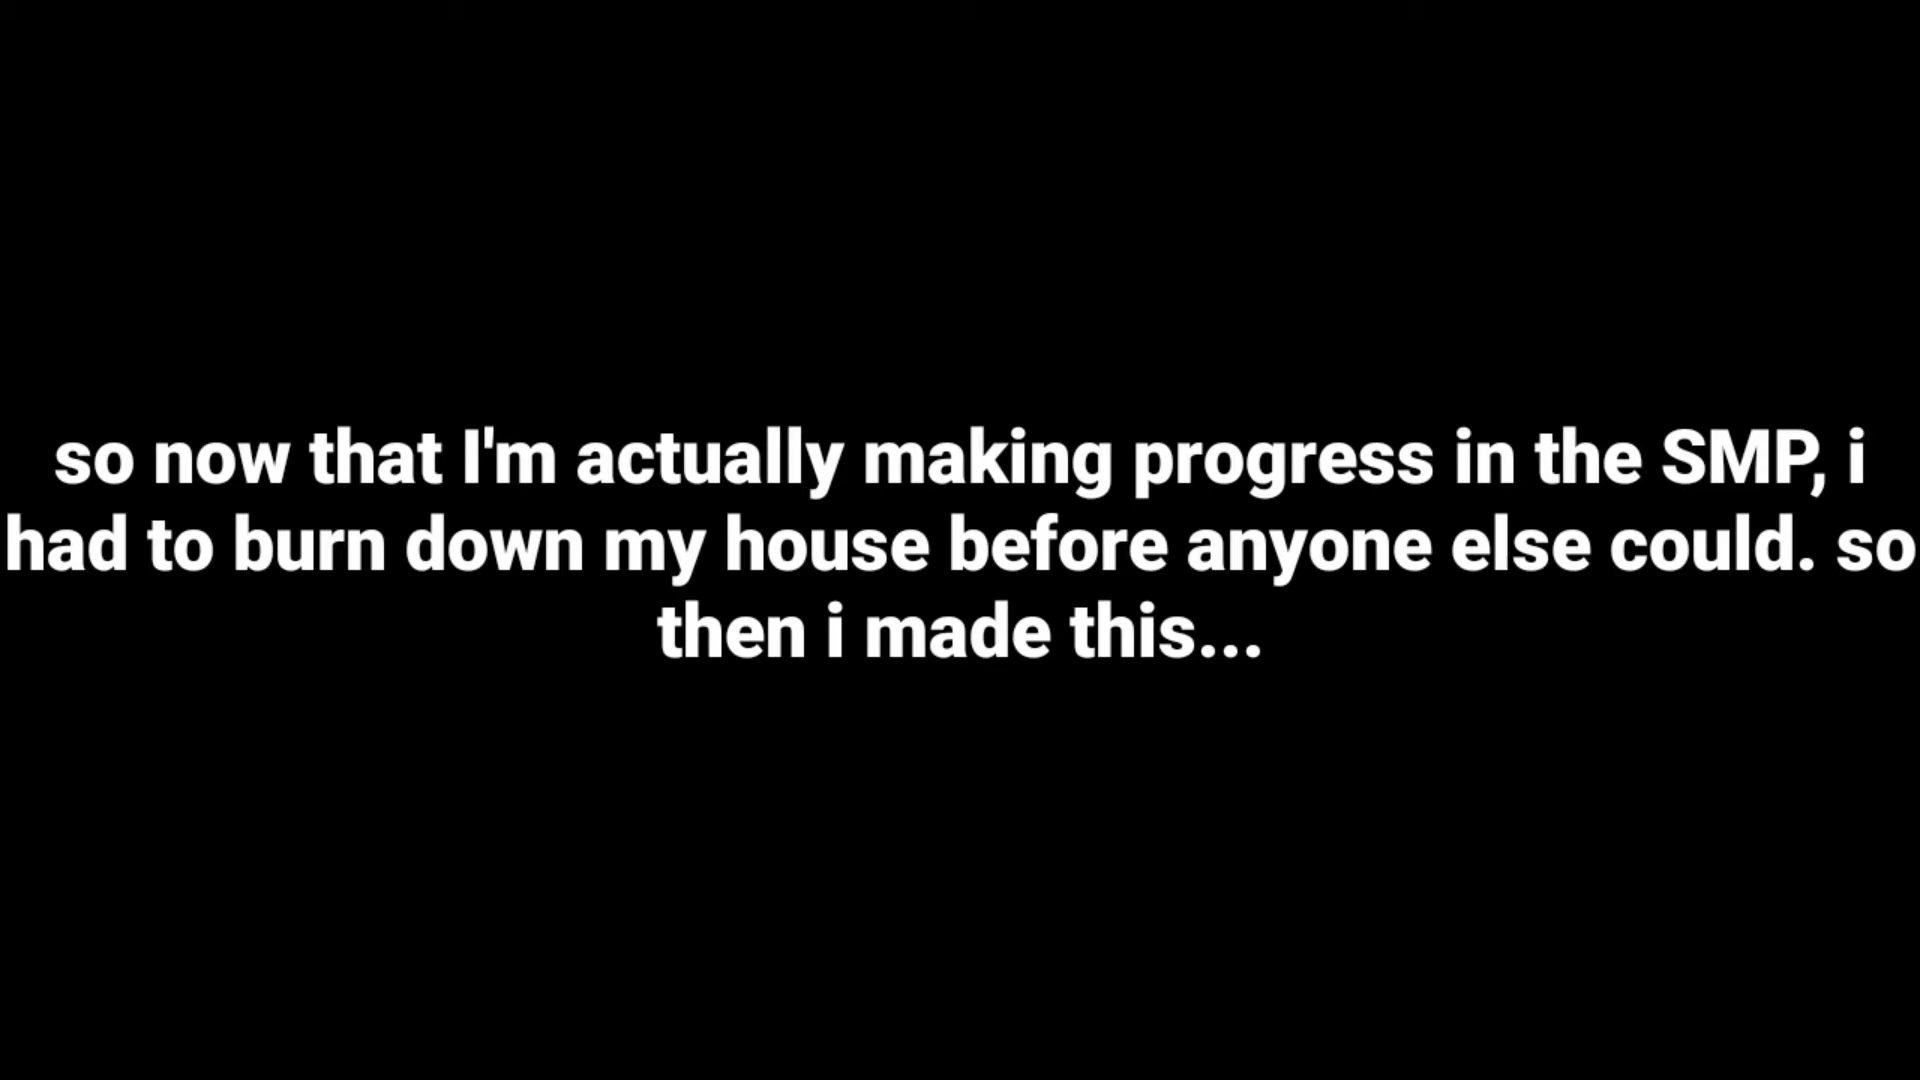 so now that I'm actually making progress in the SMP, i
had to burn down my house before anyone else could. so
then i made this...